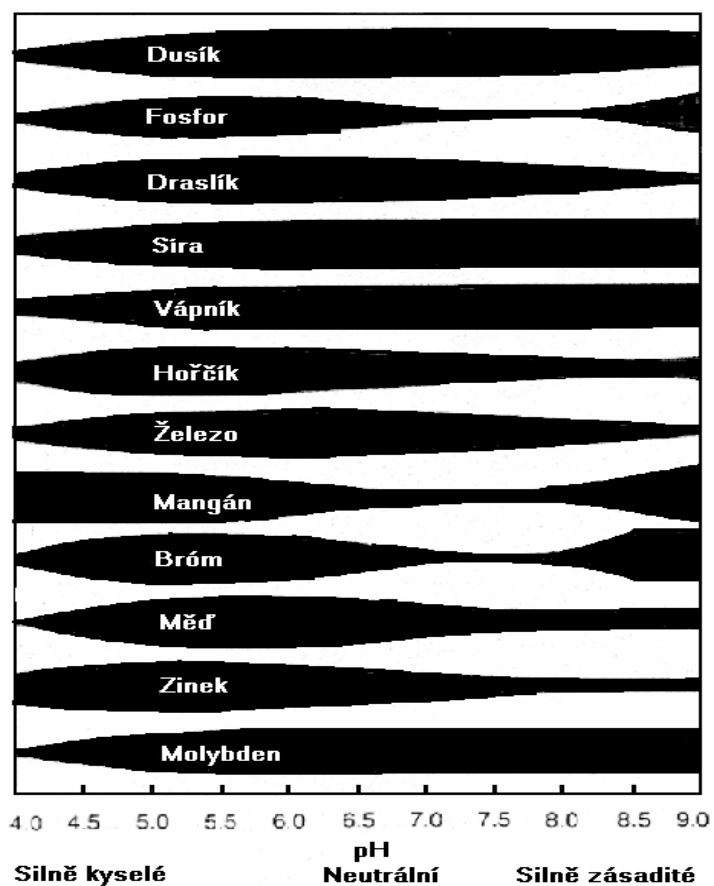 Dusík
Fosfor
Draslík
Síra
Vápník
Hořčík
Železo
Mangán
Bróm
Měď
Zinek
Molybden
4.0 4.5 5.0 5.5 6.0 6.5 7.0 7.5 8.0 8.5 9.0
pH
Silně kyselé Neutrální Silně zásadité